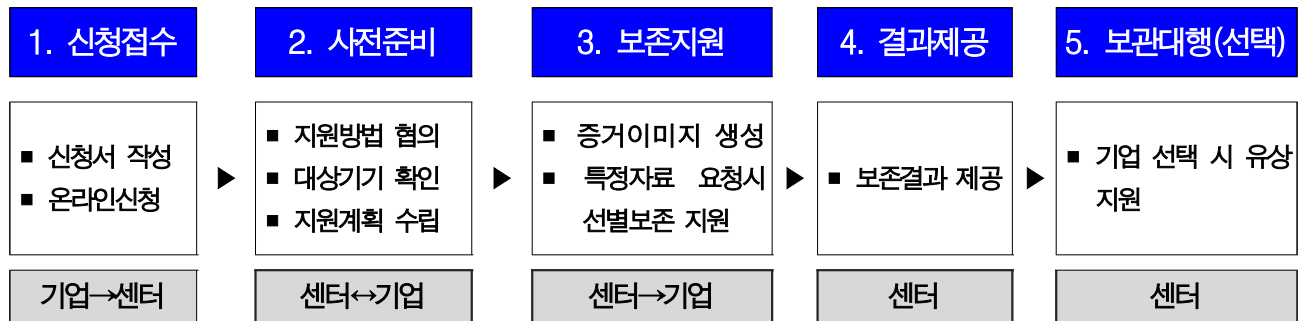 1. 신청접수
2. 사전준비
3. 보존지원
4. 결과제공
5. 보관대행(선택)
■ 신청서 작성
■ 온라인신청
▶
■ 지원방법 협의
■ 대상기기 확인
■ 지원계획 수립
▶
■ 증거이미지 생성
■ 특정자료 요청시
선별보존 지원
▶
■ 보존결과 제공
▶
■ 기업 선택 시 유상
지원
기업→센터
센터↔기업
센터→기업
센터
센터